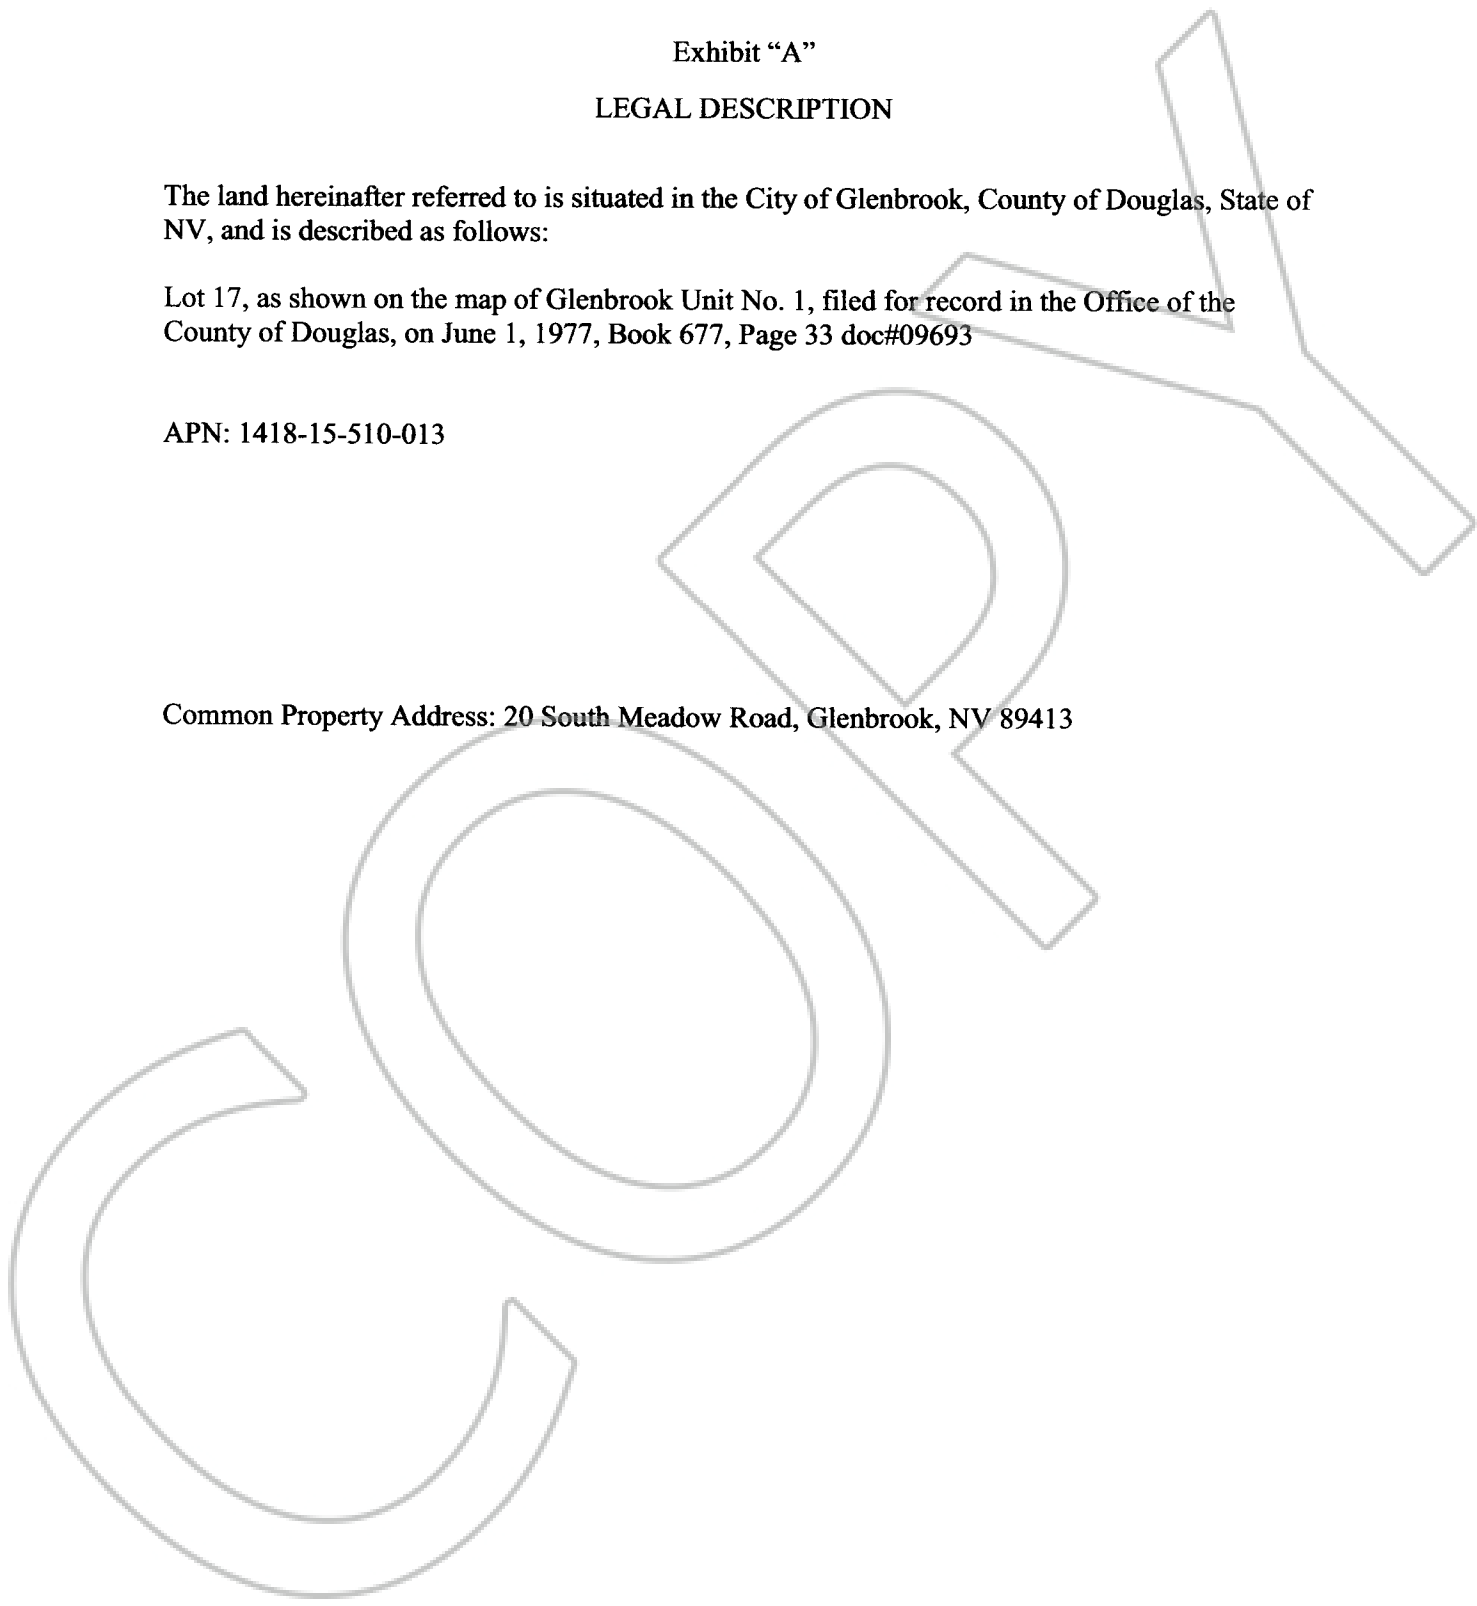 Exhibit “A”
LEGAL DESCRIPTION
The land hereinafter referred to is situated in the City of Glenbrook, County of Douglas, State of
NV, and is described as follows:
Lot 17, as shown on the map of Glenbrook Unit No. 1, filed for record in the Office of the
County of Douglas, on June 1, 1977, Book 677, Page 33 doc#09693
APN: 1418-15-510-013
Common Property Address: 20 South Meadow Road, Glenbrook, NV 89413
COPY